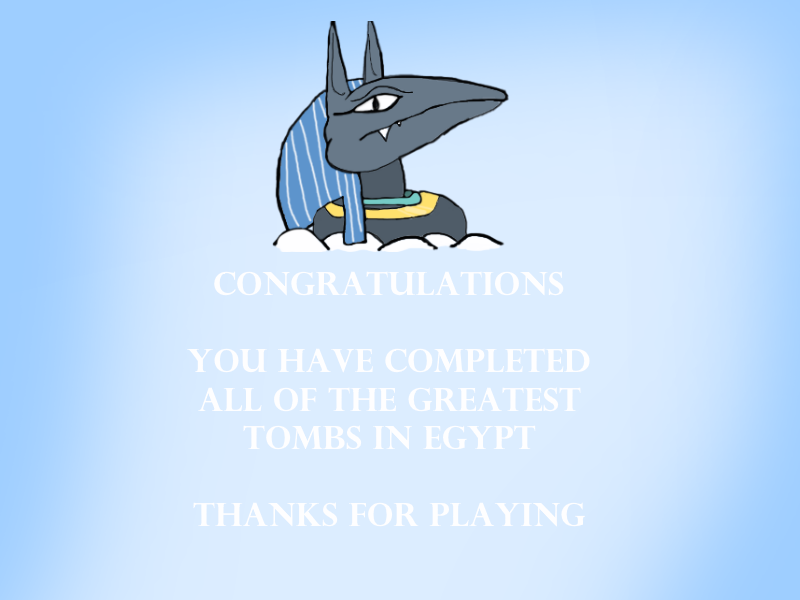 CONGRATULATIONS
YOU HAVE COMPLETED
ALL OF THE GREATEST
TOMBS IN EGYPT
THANKS FOR PLAYING